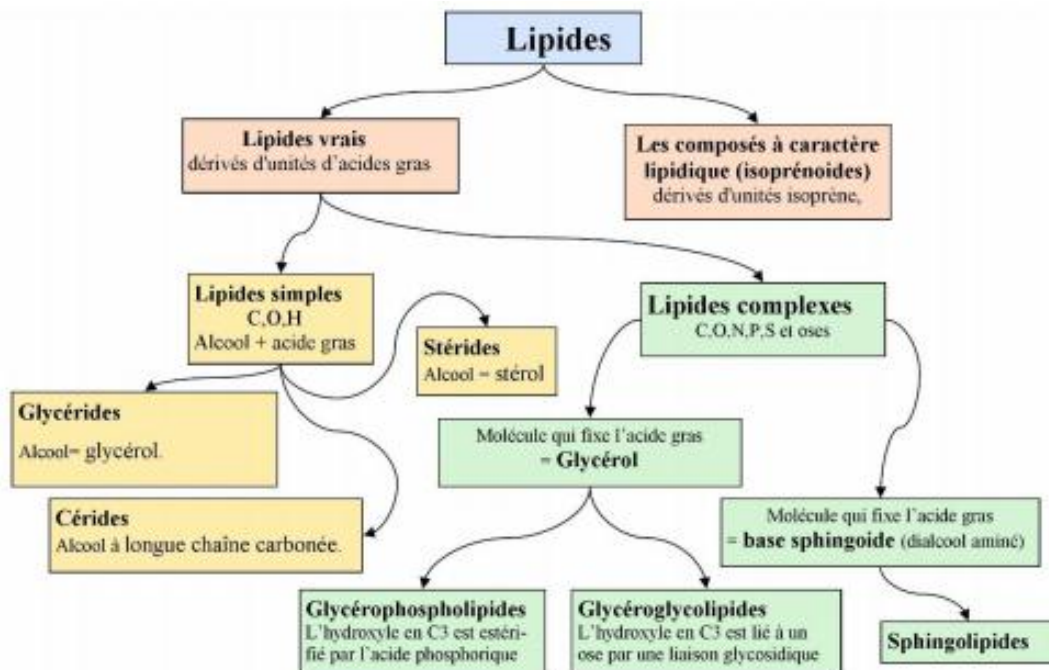 Lipides
Lipides vrais
dérivés d'unités d'acides gras
Les composés à caractère
lipidique (isoprénoides)
dérivés d'unités isoprène,
Lipides simples
C,O,H
Alcool + acide gras
Stérides
Alcool = stérol
Lipides complexes
C,O,N,P,S et oses
Glycérides
Alcool= glycérol.
Cérides
Alcool à longue chaîne carbonée.
Molécule qui fixe l'acide gras
= Glycérol
Molécule qui fixe l'acide gras
= base sphingoide (dialcool aminé)
Glycérophospholipides
L'hydroxyle en C3 est estéri-
fié par l'acide phosphorique
Glycéroglycolipides
L'hydroxyle en C3 est lié à un
ose par une liaison glycosidique
Sphingolipides